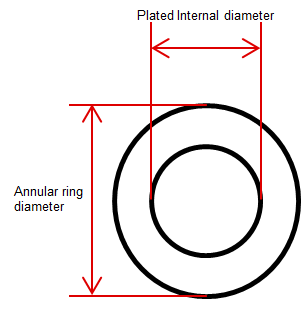 Plated Internal diameter
Annular ring
diameter